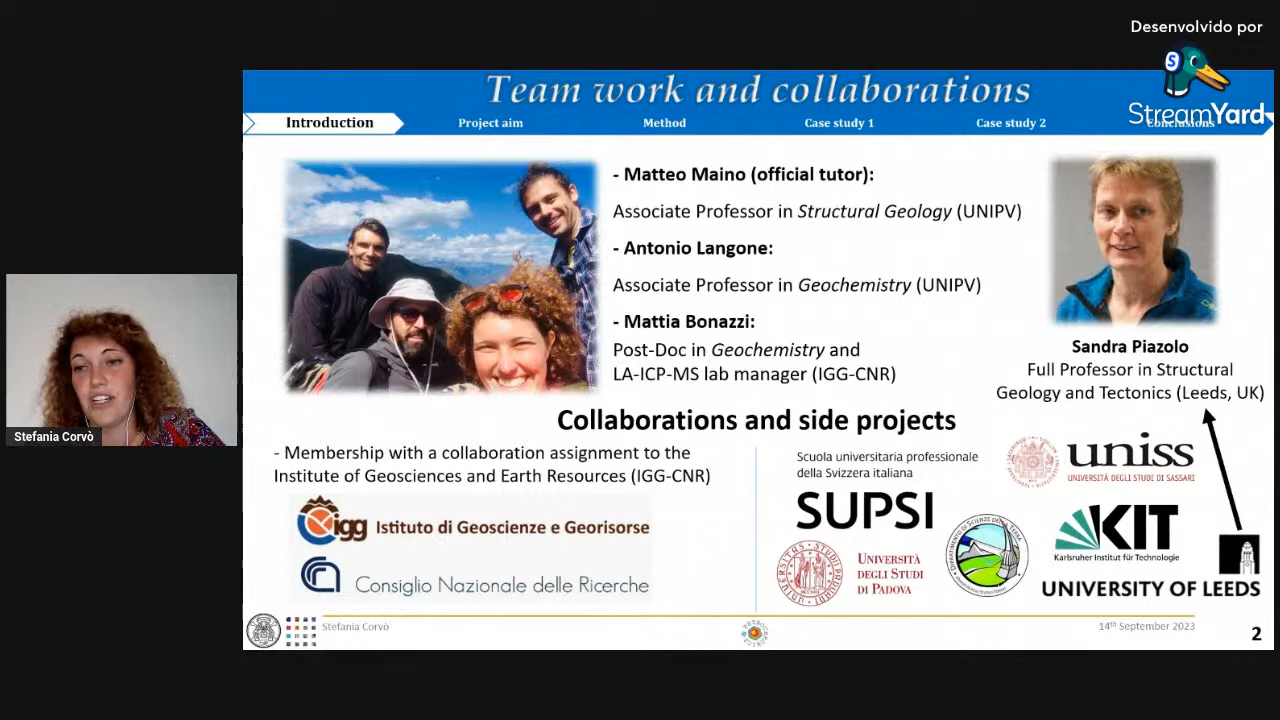 Desenvolvido por
StreamYard
Team work and collaborations
Introduction
Project aim
Method
Case study 1
Case study 2
Conclusions
- Matteo Maino (official tutor):
Associate Professor in Structural Geology (UNIPV)
- Antonio Langone:
Associate Professor in Geochemistry (UNIPV)
- Mattia Bonazzi:
Post-Doc in Geochemistry and
LA-ICP-MS lab manager (IGG-CNR)
Sandra Piazolo
Full Professor in Structural
Geology and Tectonics (Leeds, UK)
Stefania Corvò
Collaborations and side projects
- Membership with a collaboration assignment to the
Institute of Geosciences and Earth Resources (IGG-CNR)
igg Istituto di Geoscienze e Georisorse
Consiglio Nazionale delle Ricerche
Scuola universitaria professionale
della Svizzera italiana
SUPSI
UNIVERSITÀ
DEGLI STUDI
DI PADOVA
uniss
UNIVERSITÀ DEGLI STUDI DI SASSARI
KIT
Karlsruher Institut für Technologie
UNIVERSITY OF LEEDS
Stefania Corvò
14th September 2023
2